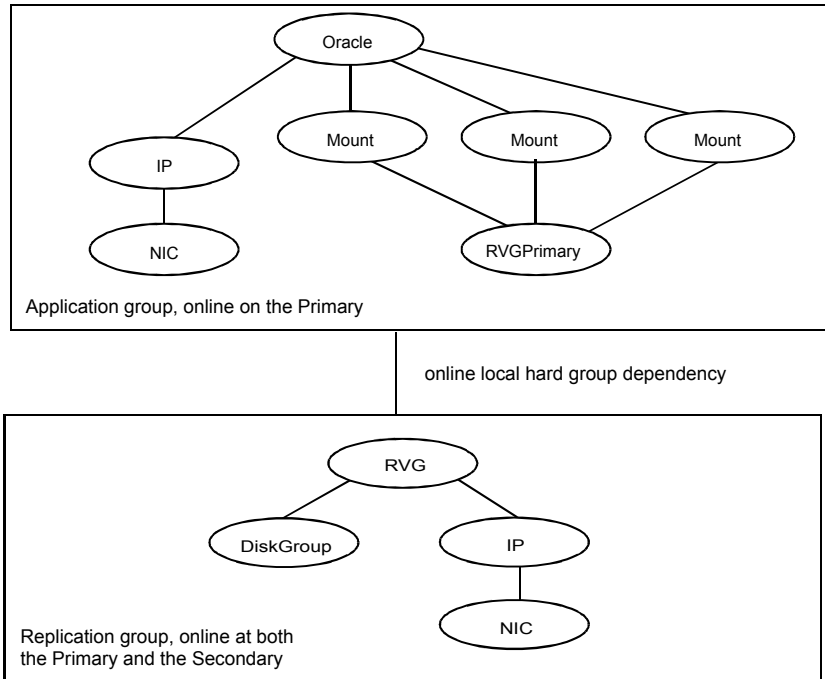 Oracle
Mount
Mount
Mount
IP
NIC
RVGPrimary
Application group, online on the Primary
online local hard group dependency
RVG
DiskGroup
IP
NIC
Replication group, online at both
the Primary and the Secondary